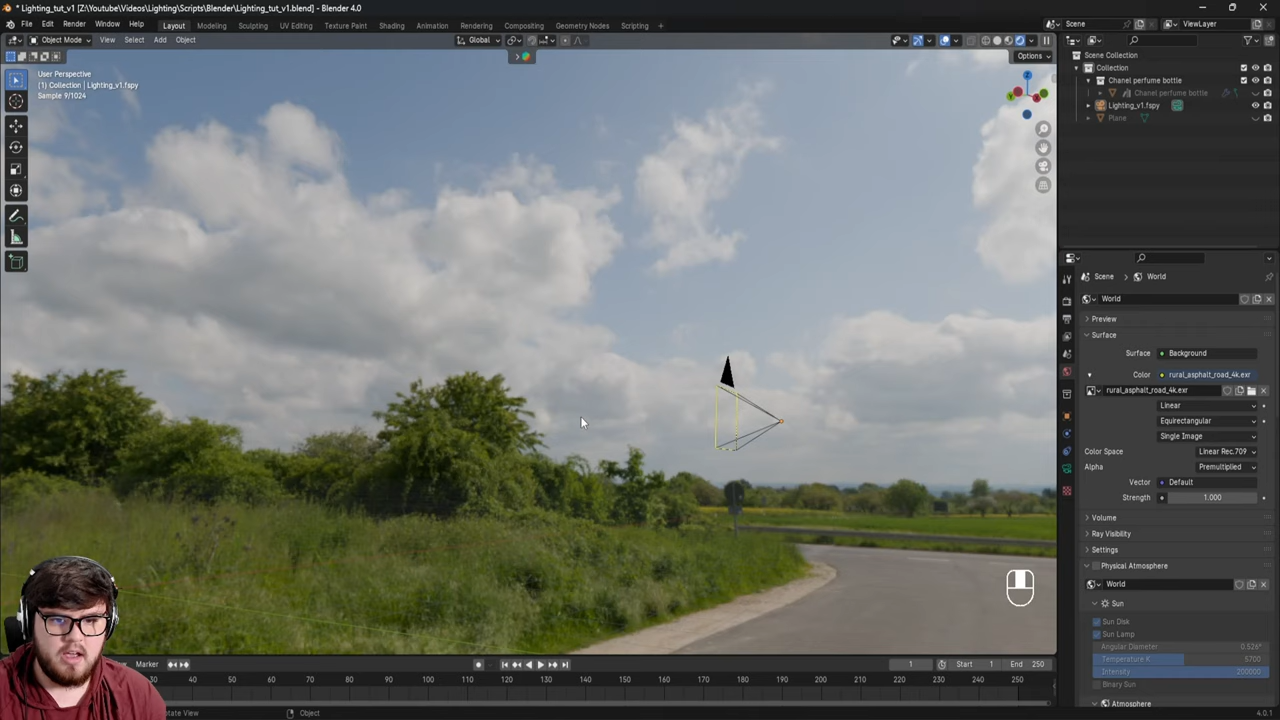 * Lighting_tut_v1 [Z:\Youtube\Videos\Lighting\Scripts\Blender\Lighting_tut_v1.blend] - Blender 4.0
File Edit Render Window Help Layout Modeling Sculpting UV Editing Texture Paint Shading Animation Rendering Compositing Geometry Nodes Scripting Scene ViewLayer
Object Mode View Select Add Object Global
Options
User Perspective
(1) Collection | Lighting_v1.fspy
Sample 9/1024
Scene Collection
Collection
Chanel perfume bottle
Chanel perfume bottle
Lighting_v1.fspy
Plane
Scene World
World
Preview
Surface
Surface Background
Color rural_asphalt_road_4k.exr
rural_asphalt_road_4k.exr
Linear
Equirectangular
Single Image
Color Space Linear Rec.709
Alpha Premultiplied
Vector Default
Strength 1.000
Volume
Ray Visibility
Settings
Physical Atmosphere
World
Sun
Sun Disk
Sun Lamp
Angular Diameter 0.526°
Temperature K 5700
Intensity 200000
Binary Sun
Atmosphere
Marker 1 Start 1 End 250
30 40 50 60 70 80 90 100 110 120 130 140 150 160 170 180 190 200 210 220 230 240 250
tate View Object 4.0.1